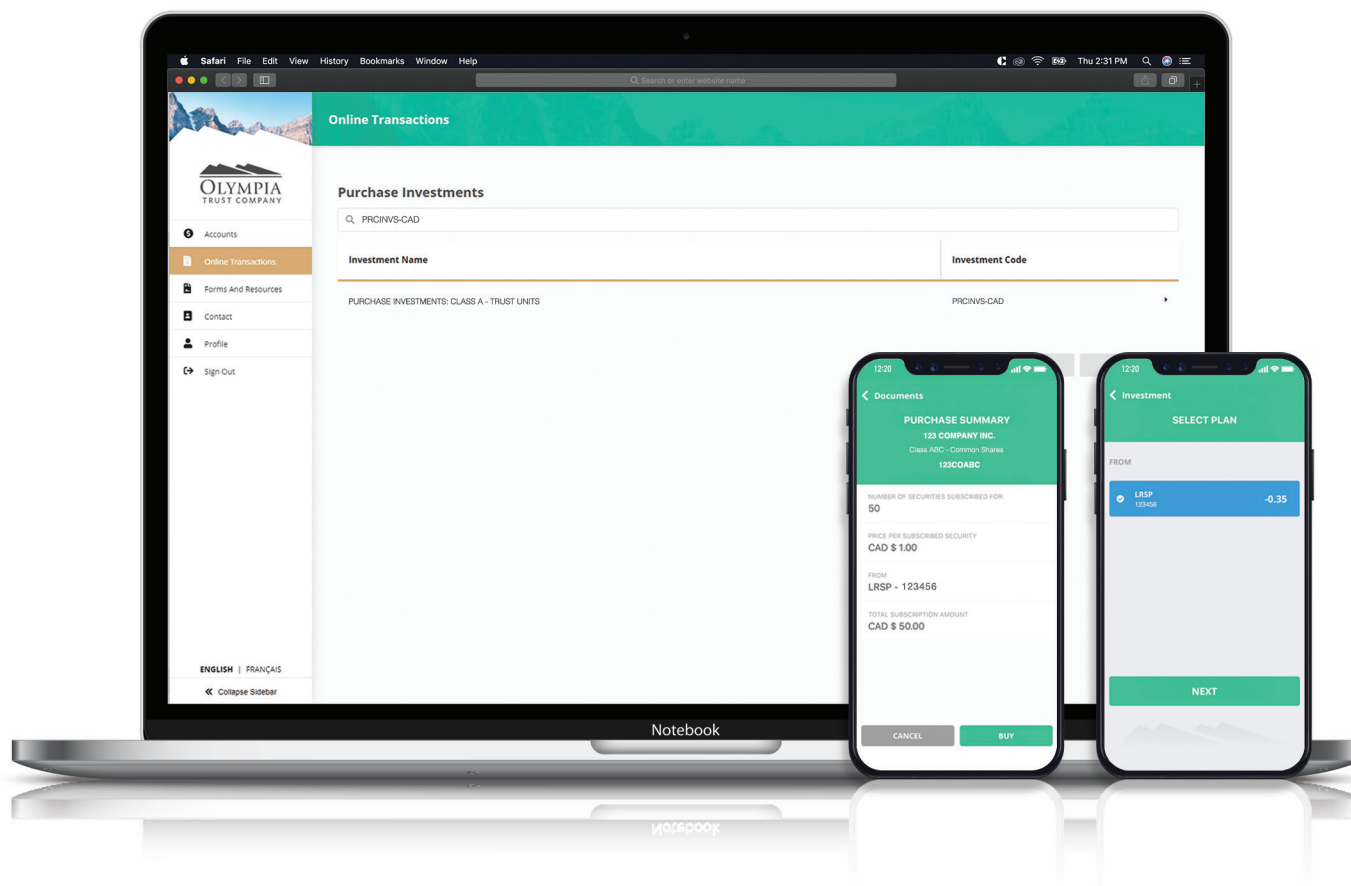 Safari File Edit View History Bookmarks Window Help Thu 2:31 PM
Search or enter website name
Online Transactions
OLYMPIA
TRUST COMPANY
Accounts
Online Transactions
Forms And Resources
Contact
Profile
Sign Out
ENGLISH | FRANÇAIS
Collapse Sidebar
Purchase Investments
PRCINVS-CAD
Investment Name Investment Code
PURCHASE INVESTMENTS: CLASS A - TRUST UNITS PRCINVS-CAD
12:20
Documents
PURCHASE SUMMARY
123 COMPANY INC.
Class ABC - Common Shares
123COABC
NUMBER OF SECURITIES SUBSCRIBED FOR:
50
PRICE PER SUBSCRIBED SECURITY
CAD $ 1.00
FROM
LRSP - 123456
TOTAL SUBSCRIPTION AMOUNT
CAD $ 50.00
CANCEL BUY
12:20
Investment
SELECT PLAN
FROM
LRSP -0.35
123456
NEXT
Notebook